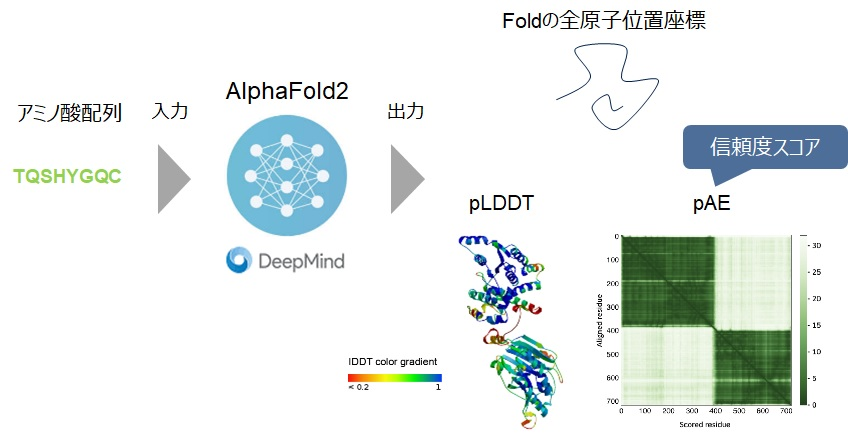 Foldの全原子位置座標
AlphaFold2
アミノ酸配列
入力
出力
TQSHYGQC
DeepMind
信頼度スコア
pLDDT
pAE
lDDT color gradient
< 0.2
1
0
100
200
300
400
500
600
700
Aligned residue
0
100
200
300
400
500
600
700
Scored residue
30
25
20
15
10
5
0